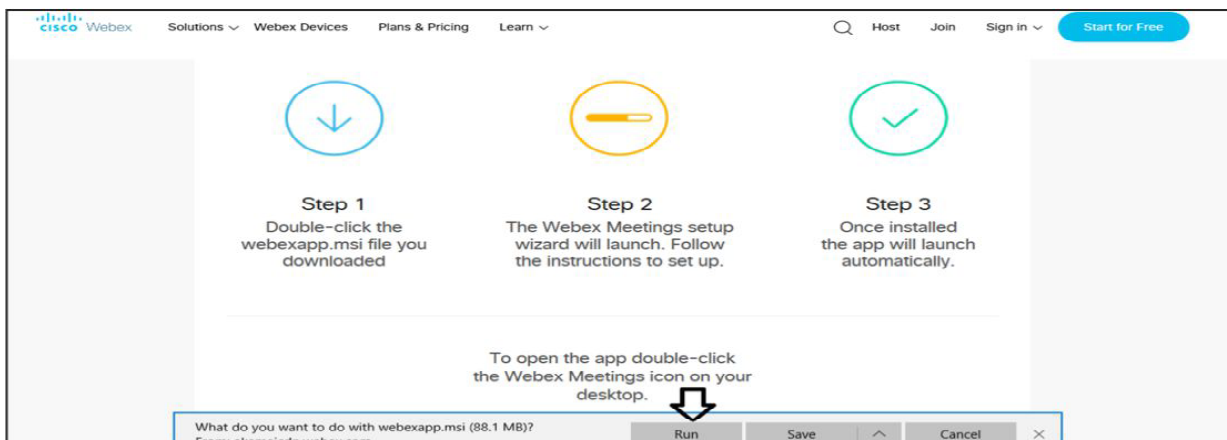 cisco Webex Solutions Webex Devices Plans & Pricing Learn Host Join Sign in Start for Free
Step 1
Double-click the
webexapp.msi file you
downloaded
Step 2
The Webex Meetings setup
wizard will launch. Follow
the instructions to set up.
Step 3
Once installed
the app will launch
automatically.
To open the app double-click
the Webex Meetings icon on your
desktop.
What do you want to do with webexapp.msi (88.1 MB)?
Run Save Cancel